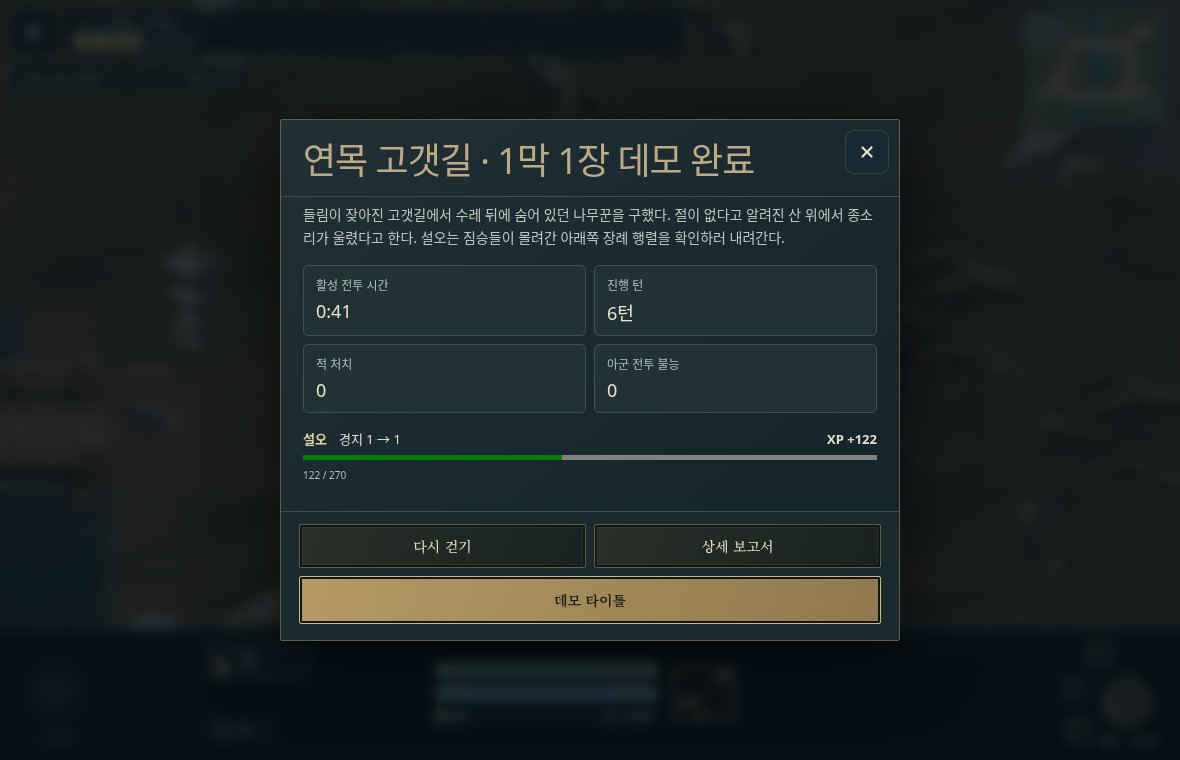 연목 고갯길 · 1막 1장 데모 완료
들림이 잦아진 고갯길에서 수레 뒤에 숨어 있던 나무꾼을 구했다. 절이 없다고 알려진 산 위에서 종소
리가 울렸다고 한다. 설오는 짐승들이 몰려간 아래쪽 장례 행렬을 확인하러 내려간다.
활성 전투 시간
0:41
진행 턴
6턴
적 처치
0
아군 전투 불능
0
설오 경지 1 → 1 XP +122
122 / 270
다시 걷기
상세 보고서
데모 타이틀